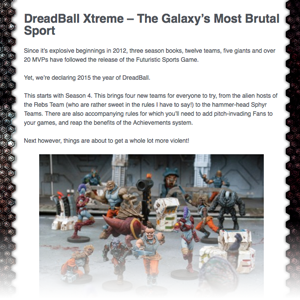 DreadBall Xtreme – The Galaxy's Most Brutal
Sport
Since it's explosive beginnings in 2012, three season books, twelve teams, five giants and over
20 MVPs have followed the release of the Futuristic Sports Game.
Yet, we're declaring 2015 the year of DreadBall.
This starts with Season 4. This brings four new teams for everyone to try, from the alien hosts
of the Rebs Team (who are rather sweet in the rules I have to say!) to the hammer-head Sphyr
Teams. There are also accompanying rules for which you'll need to add pitch-invading Fans to
your games, and reap the benefits of the Achievements system.
Next however, things are about to get a whole lot more violent!